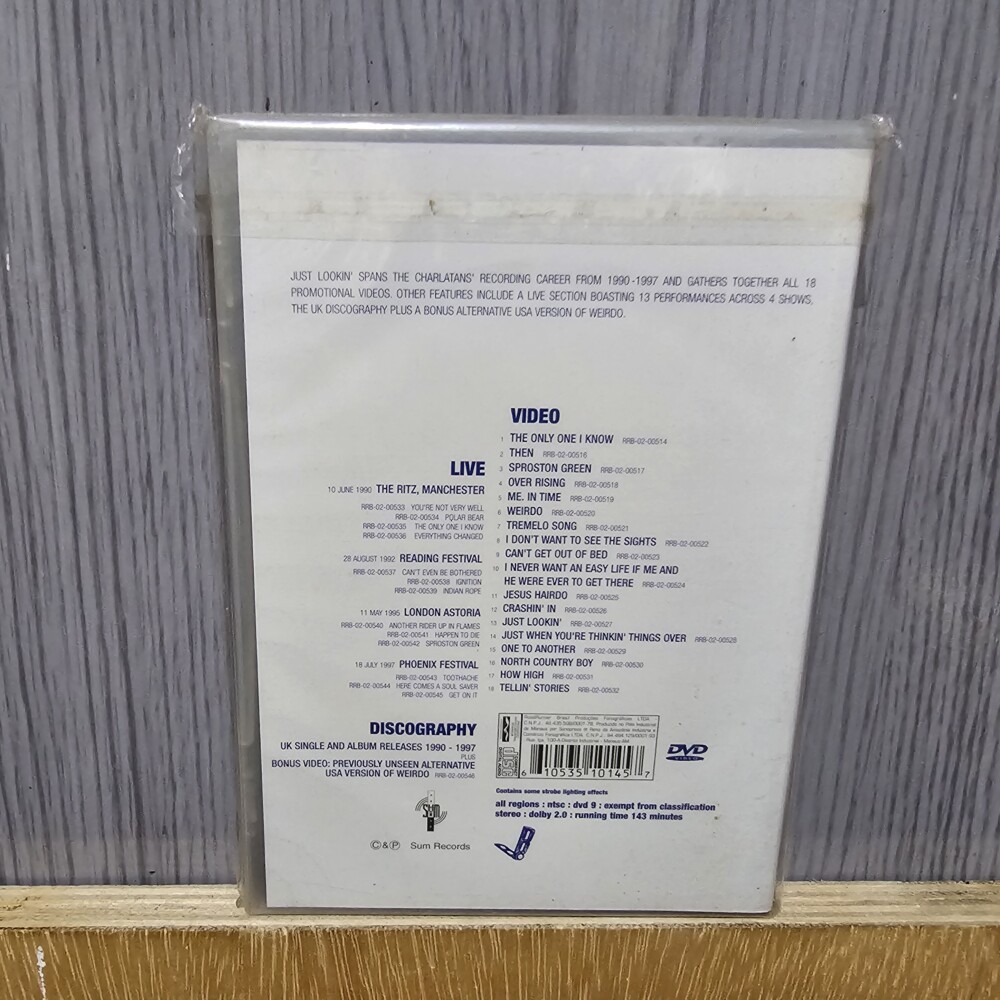 JUST LOOKIN' SPANS THE CHARLATANS' RECORDING CAREER FROM 1990-1997 AND GATHERS TOGETHER ALL 18
PROMOTIONAL VIDEOS. OTHER FEATURES INCLUDE A LIVE SECTION BOASTING 13 PERFORMANCES ACROSS 4 SHOWS,
THE UK DISCOGRAPHY PLUS A BONUS ALTERNATIVE USA VERSION OF WEIRDO.
LIVE
10 JUNE 1990 THE RITZ, MANCHESTER
RRB-02-00533 YOU'RE NOT VERY WELL
RRB-02-00534 POLAR BEAR
RRB-02-00535 THE ONLY ONE I KNOW
RRB-02-00536 EVERYTHING CHANGED
28 AUGUST 1992 READING FESTIVAL
RRB-02-00537 CAN'T EVEN BE BOTHERED
RRB-02-00538 IGNITION
RRB-02-00539 INDIAN ROPE
11 MAY 1995 LONDON ASTORIA
RRB-02-00540 ANOTHER RIDER UP IN FLAMES
RRB-02-00541 HAPPEN TO DIE
RRB-02-00542 SPROSTON GREEN
18 JULY 1997 PHOENIX FESTIVAL
RRB-02-00543 TOOTHACHE
RRB-02-00544 HERE COMES A SOUL SAVER
RRB-02-00545 GET ON IT
DISCOGRAPHY
UK SINGLE AND ALBUM RELEASES 1990 - 1997
PLUS
BONUS VIDEO: PREVIOUSLY UNSEEN ALTERNATIVE
USA VERSION OF WEIRDO RRB-02-00546
SUM
©&℗ Sum Records
VIDEO
1 THE ONLY ONE I KNOW RRB-02-00514
2 THEN RRB-02-00516
3 SPROSTON GREEN RRB-02-00517
4 OVER RISING RRB-02-00518
5 ME. IN TIME RRB-02-00519
6 WEIRDO RRB-02-00520
7 TREMELO SONG RRB-02-00521
8 I DON'T WANT TO SEE THE SIGHTS RRB-02-00522
9 CAN'T GET OUT OF BED RRB-02-00523
10 I NEVER WANT AN EASY LIFE IF ME AND
HE WERE EVER TO GET THERE RRB-02-00524
11 JESUS HAIRDO RRB-02-00525
12 CRASHIN' IN RRB-02-00526
13 JUST LOOKIN' RRB-02-00527
14 JUST WHEN YOU'RE THINKIN' THINGS OVER RRB-02-00528
15 ONE TO ANOTHER RRB-02-00529
16 NORTH COUNTRY BOY RRB-02-00530
17 HOW HIGH RRB-02-00531
18 TELLIN' STORIES RRB-02-00532
6 10535 10145 7
DVD
VIDEO
Contains some strobe lighting effects
all regions : ntsc : dvd 9 : exempt from classification
stereo : dolby 2.0 : running time 143 minutes